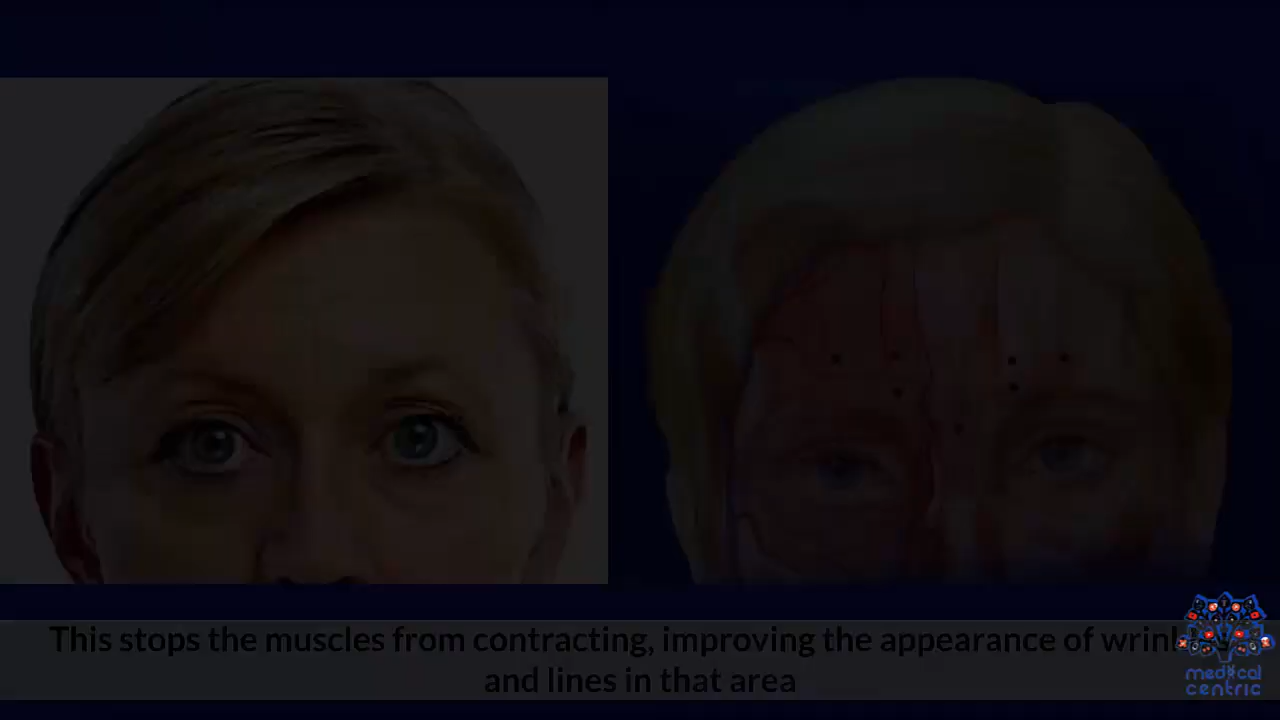 This stops the muscles from contracting, improving the appearance of
and lines in that area
medical
centric